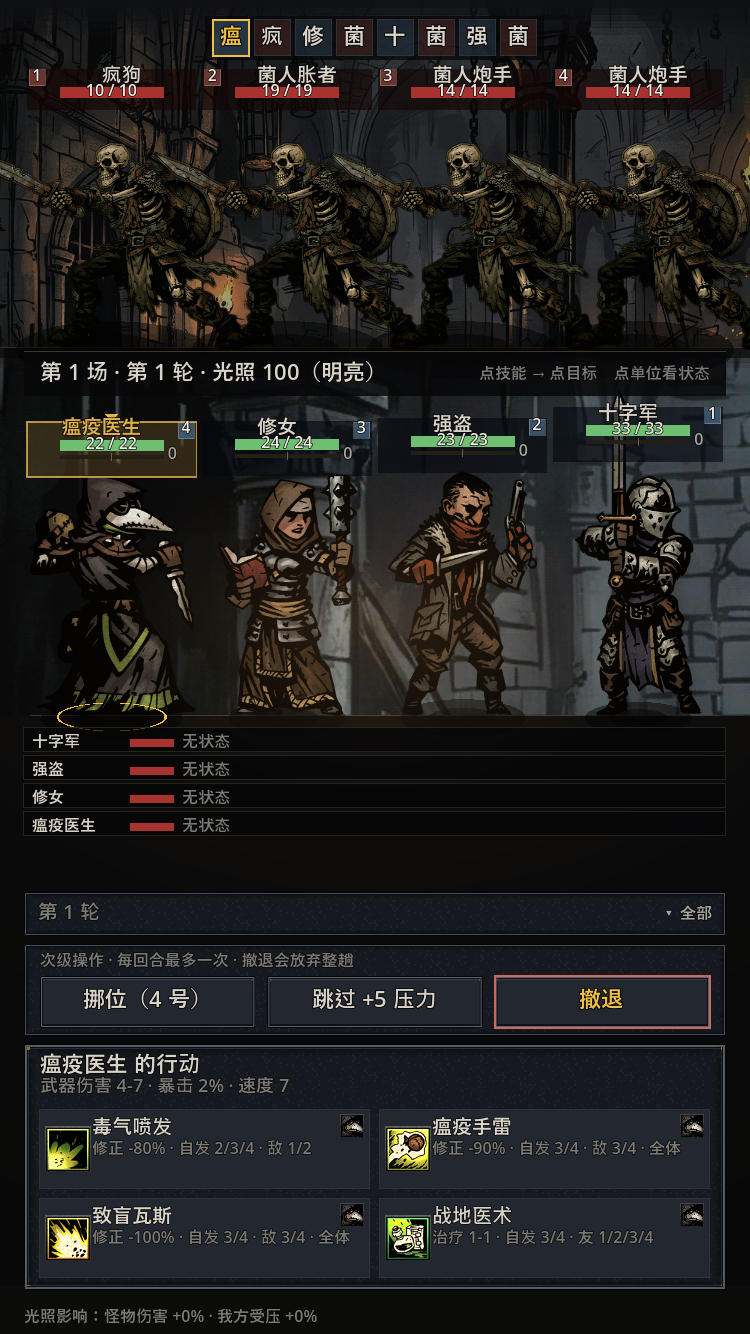 瘟 疯 修 菌 十 菌 强 菌
1 疯狗 2 菌人胀者 3 菌人炮手 4 菌人炮手
10 / 10 19 / 19 14 / 14 14 / 14
第 1 场 · 第 1 轮 · 光照 100（明亮） 点技能 → 点目标 点单位看状态
瘟疫医生 4 修女 3 强盗 2 十字军 1
22 / 22 0 24 / 24 0 23 / 23 0 33 / 33 0
十字军 无状态
强盗 无状态
修女 无状态
瘟疫医生 无状态
第 1 轮 ▾ 全部
次级操作 · 每回合最多一次 · 撤退会放弃整趟
挪位（4 号） 跳过 +5 压力 撤退
瘟疫医生 的行动
武器伤害 4-7 · 暴击 2% · 速度 7
毒气喷发
修正 -80% · 自发 2/3/4 · 敌 1/2
瘟疫手雷
修正 -90% · 自发 3/4 · 敌 3/4 · 全体
致盲瓦斯
修正 -100% · 自发 3/4 · 敌 3/4 · 全体
战地医术
治疗 1-1 · 自发 3/4 · 友 1/2/3/4
光照影响：怪物伤害 +0% · 我方受压 +0%